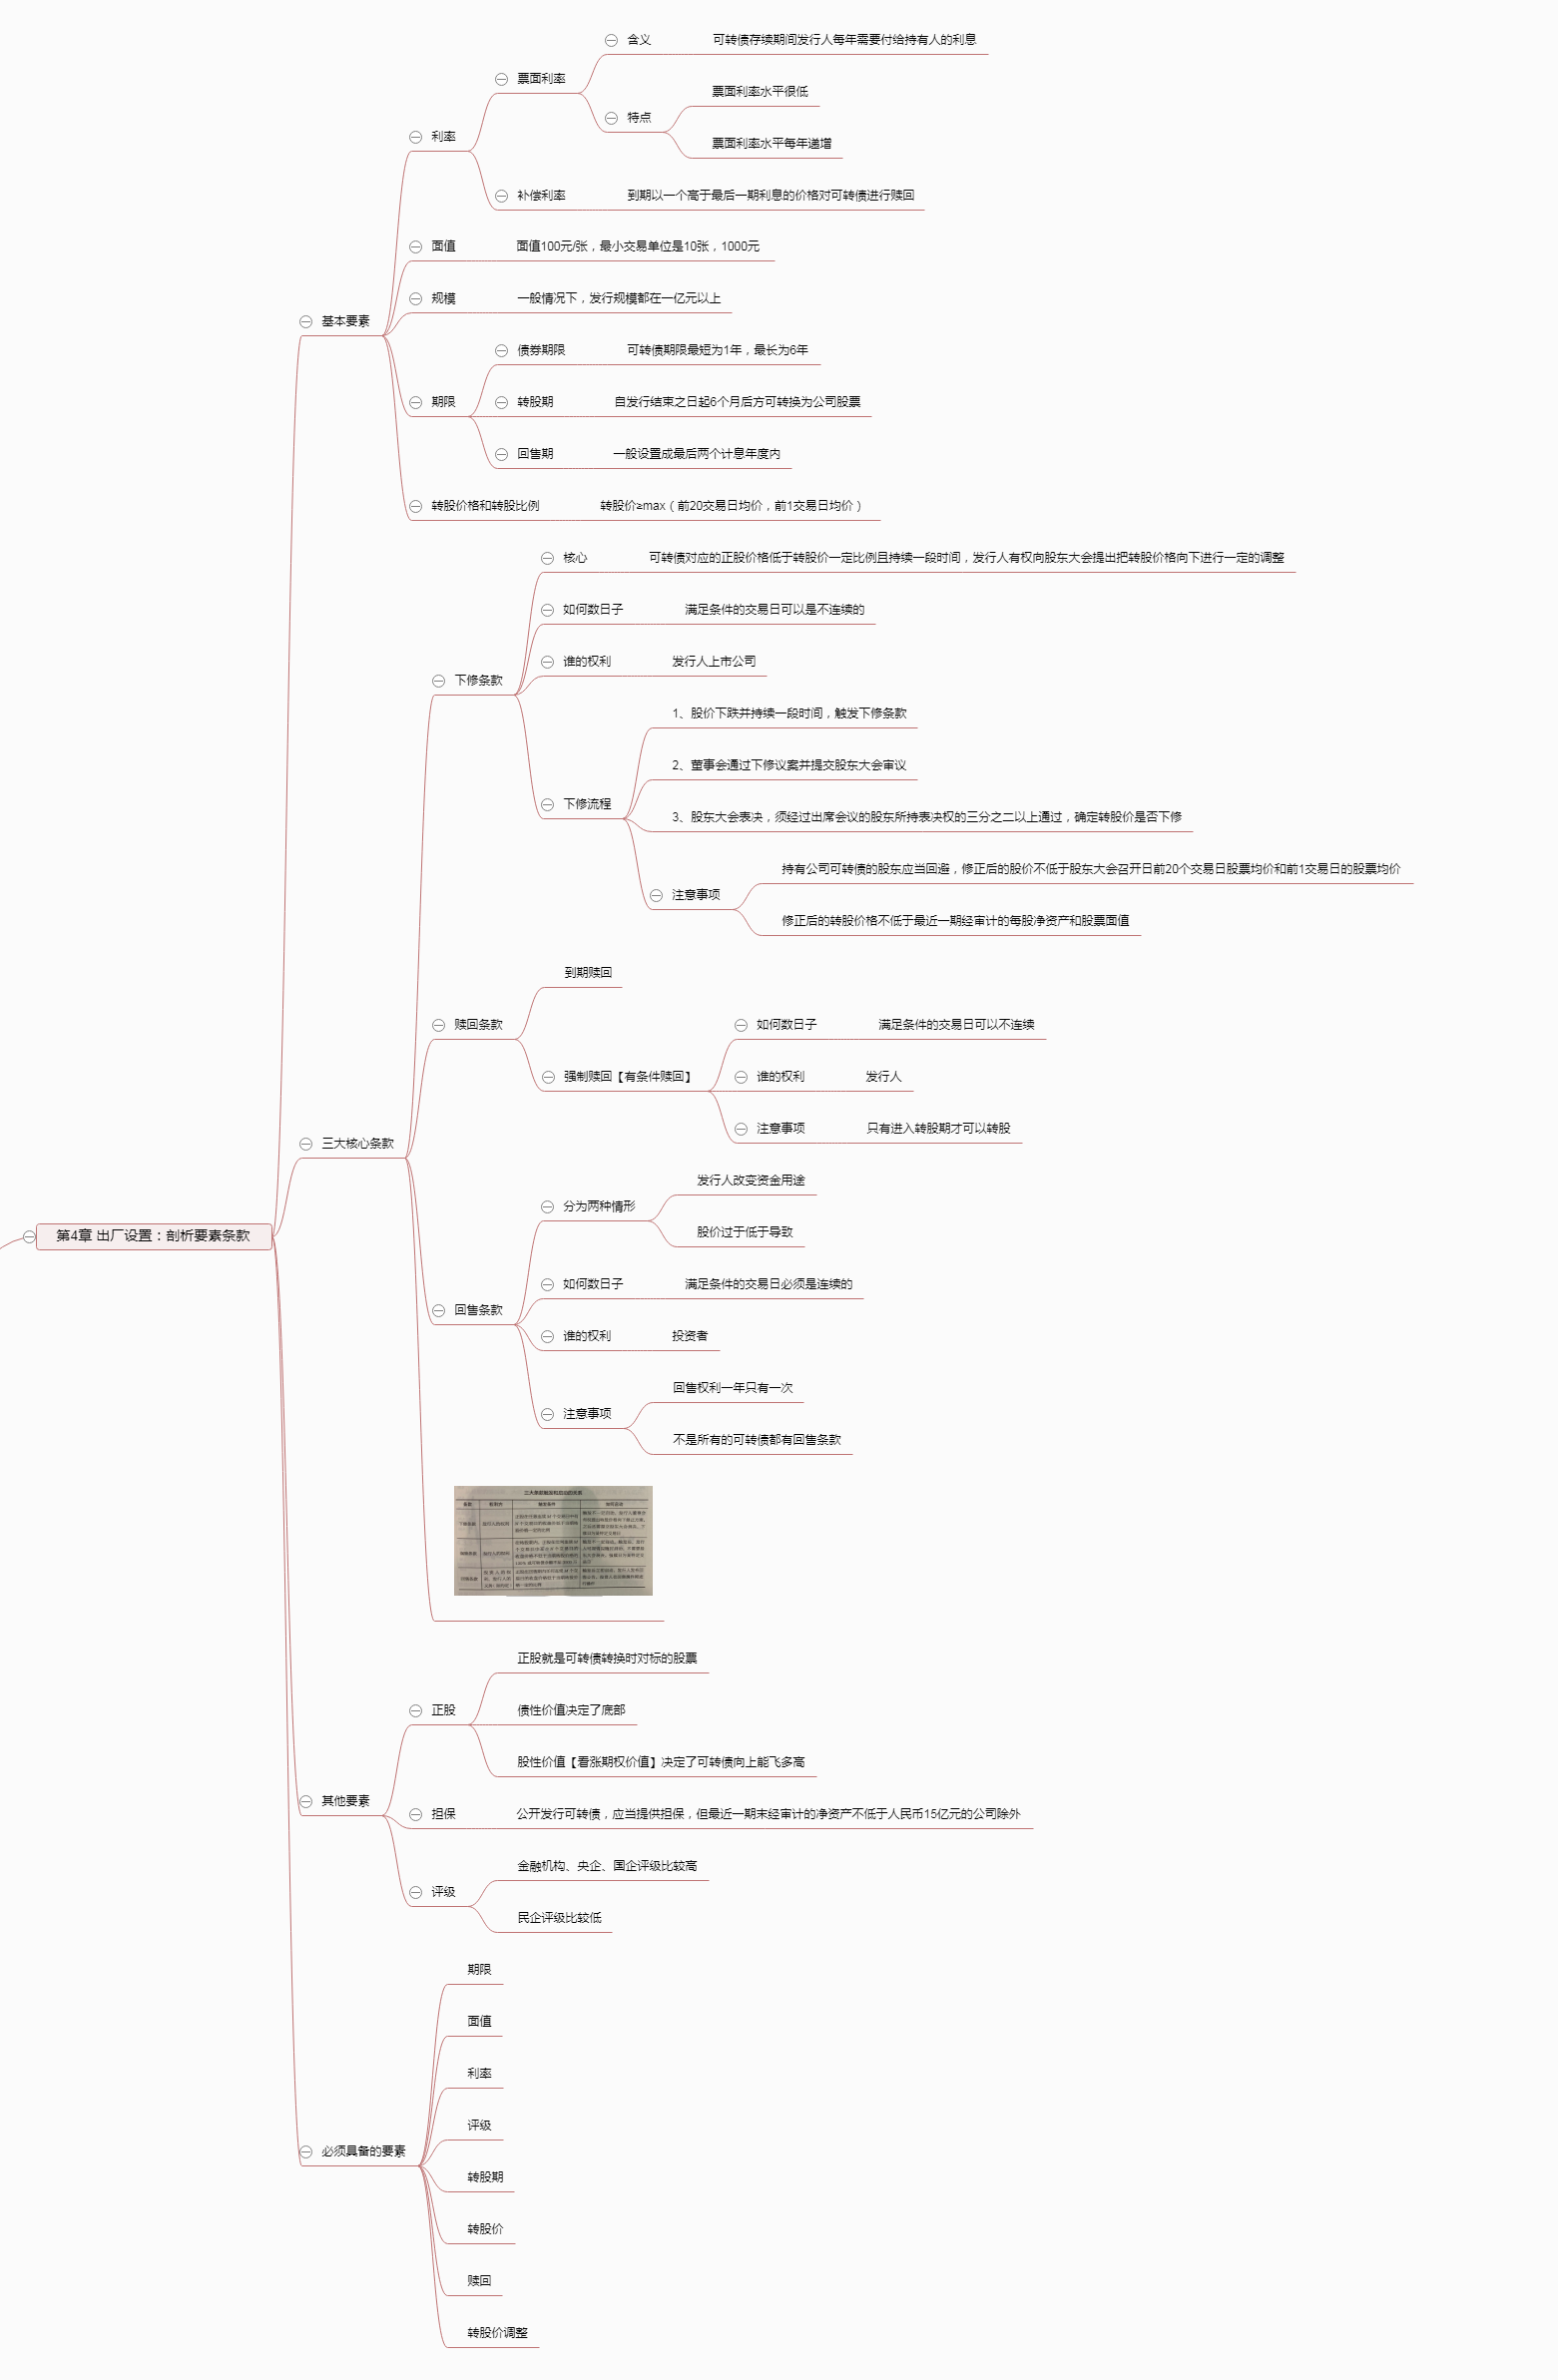 第4章 出厂设置：剖析要素条款
基本要素
利率
票面利率
含义
可转债存续期间发行人每年需要付给持有人的利息
特点
票面利率水平很低
票面利率水平每年递增
补偿利率
到期以一个高于最后一期利息的价格对可转债进行赎回
面值
面值100元/张，最小交易单位是10张，1000元
规模
一般情况下，发行规模都在一亿元以上
期限
债券期限
可转债期限最短为1年，最长为6年
转股期
自发行结束之日起6个月后方可转换为公司股票
回售期
一般设置成最后两个计息年度内
转股价格和转股比例
转股价≥max（前20交易日均价，前1交易日均价）
三大核心条款
下修条款
核心
可转债对应的正股价格低于转股价一定比例且持续一段时间，发行人有权向股东大会提出把转股价格向下进行一定的调整
如何数日子
满足条件的交易日可以是不连续的
谁的权利
发行人上市公司
下修流程
1、股价下跌并持续一段时间，触发下修条款
2、董事会通过下修议案并提交股东大会审议
3、股东大会表决，须经过出席会议的股东所持表决权的三分之二以上通过，确定转股价是否下修
注意事项
持有公司可转债的股东应当回避，修正后的股价不低于股东大会召开日前20个交易日股票均价和前1交易日的股票均价
修正后的转股价格不低于最近一期经审计的每股净资产和股票面值
赎回条款
到期赎回
强制赎回【有条件赎回】
如何数日子
满足条件的交易日可以不连续
谁的权利
发行人
注意事项
只有进入转股期才可以转股
回售条款
分为两种情形
发行人改变资金用途
股价过于低于导致
如何数日子
满足条件的交易日必须是连续的
谁的权利
投资者
注意事项
回售权利一年只有一次
不是所有的可转债都有回售条款
其他要素
正股
正股就是可转债转换时对标的股票
债性价值决定了底部
股性价值【看涨期权价值】决定了可转债向上能飞多高
担保
公开发行可转债，应当提供担保，但最近一期末经审计的净资产不低于人民币15亿元的公司除外
评级
金融机构、央企、国企评级比较高
民企评级比较低
必须具备的要素
期限
面值
利率
评级
转股期
转股价
赎回
转股价调整